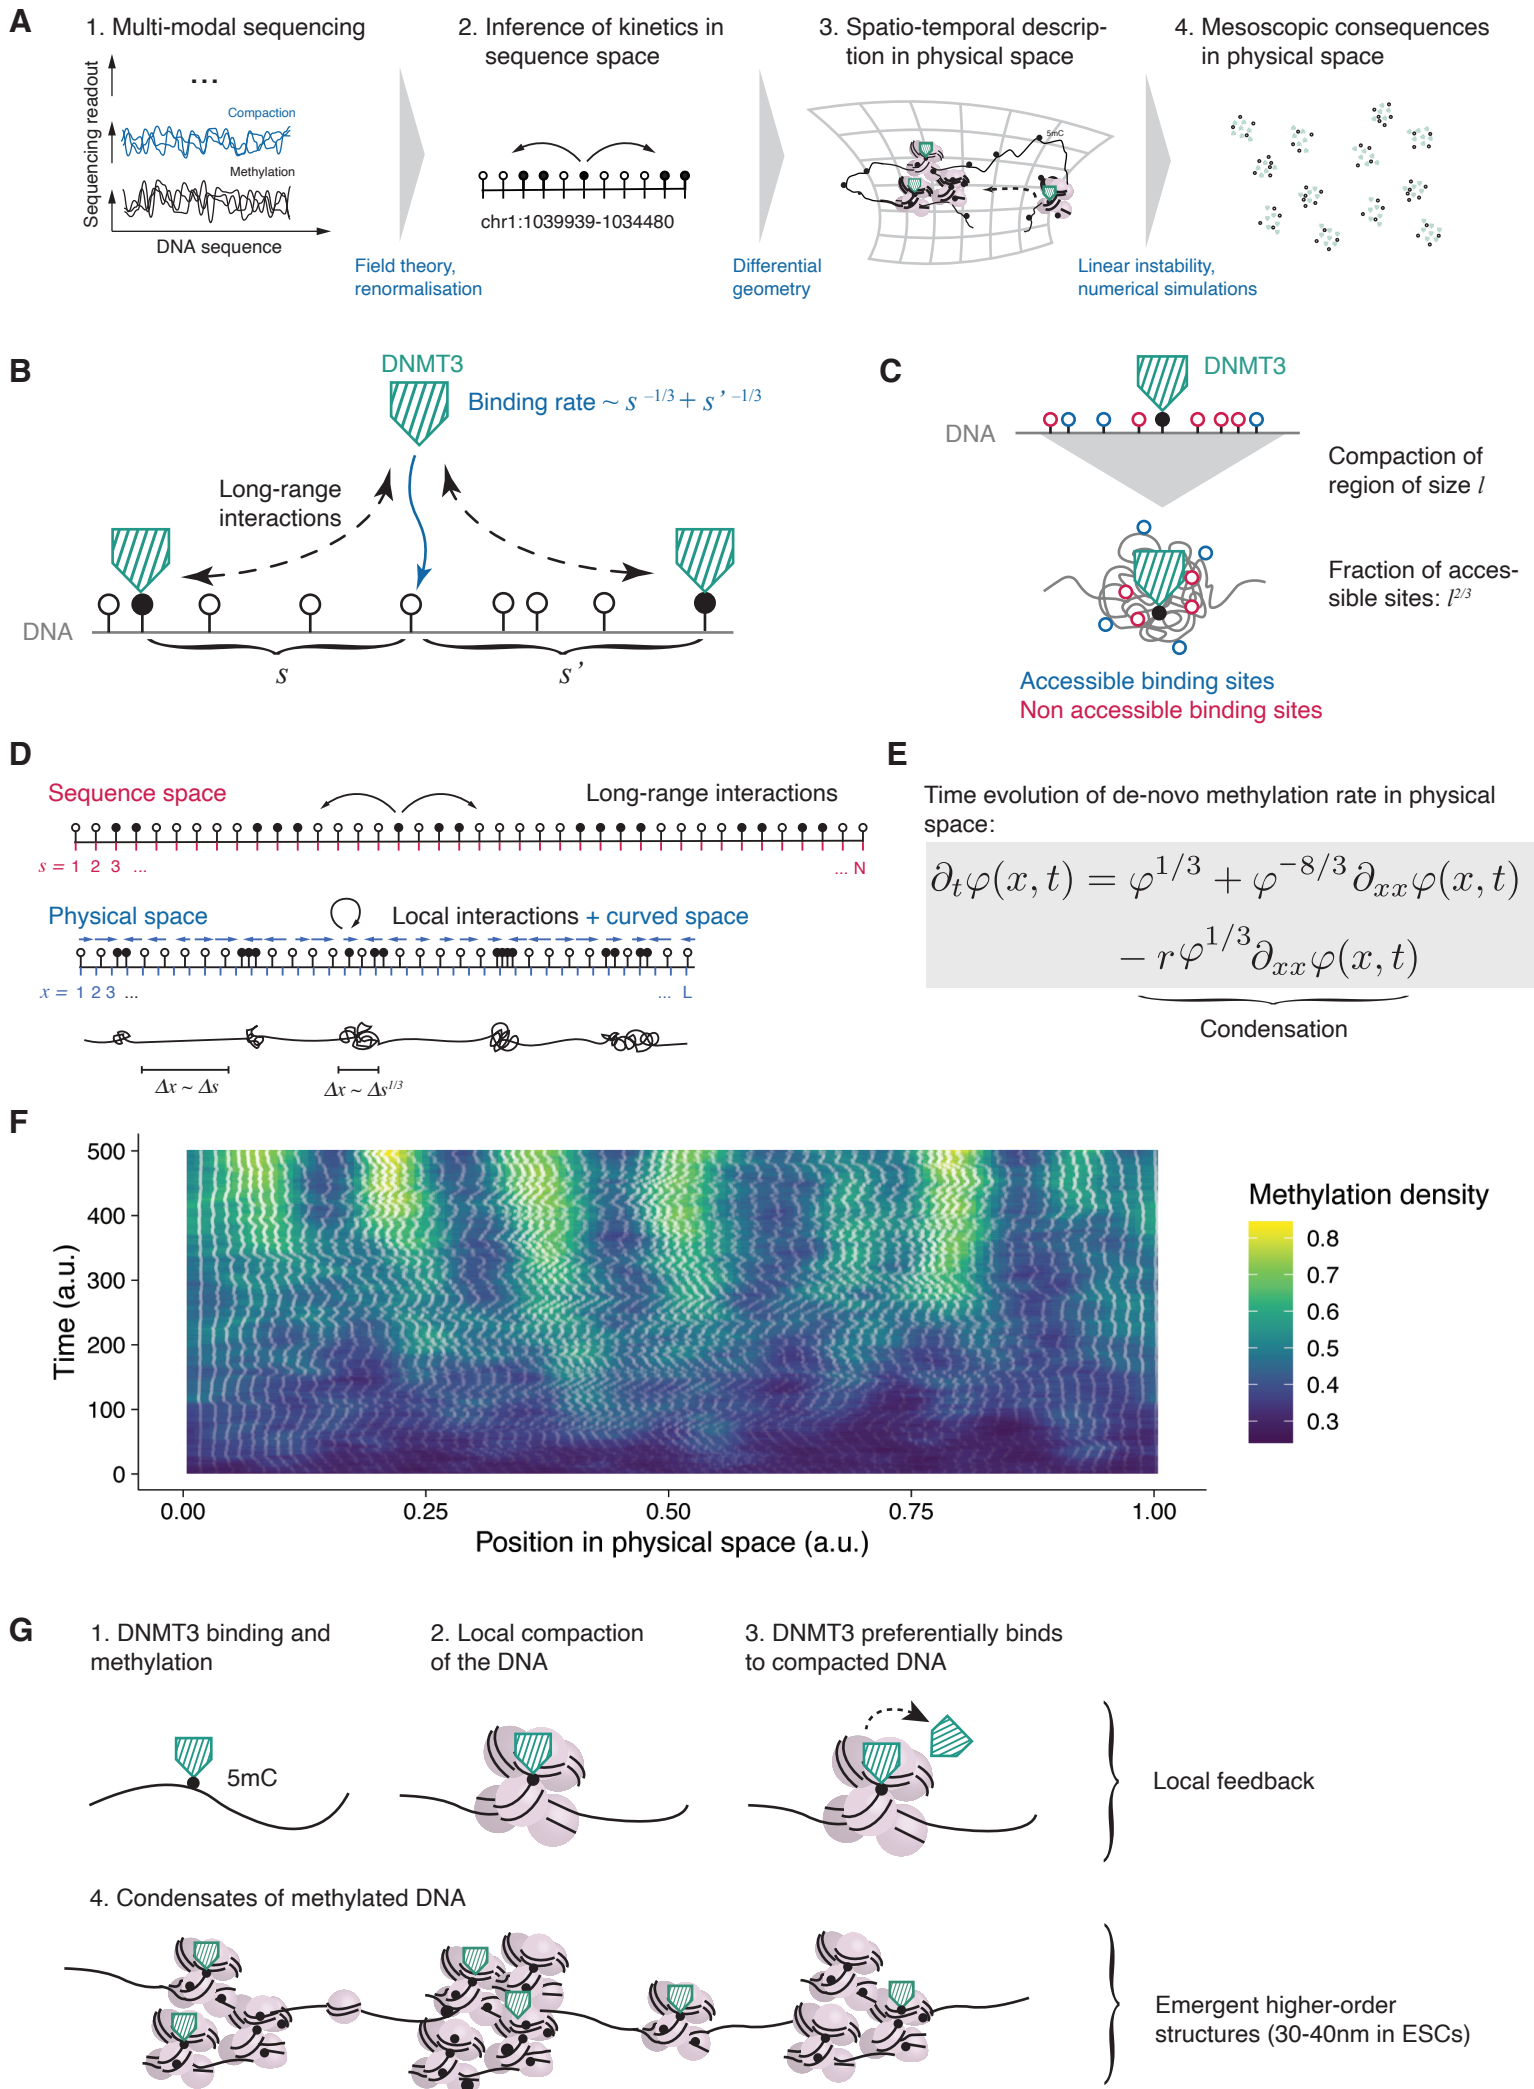 A
1. Multi-modal sequencing
2. Inference of kinetics in
sequence space
3. Spatio-temporal descrip-
tion in physical space
4. Mesoscopic consequences
in physical space
Sequencing readout
...
Compaction
Methylation
DNA sequence
chr1:1039939-1034480
5mC
Field theory,
renormalisation
Differential
geometry
Linear instability,
numerical simulations
B
DNMT3
Binding rate ~ s^{-1/3} + s'^{-1/3}
Long-range
interactions
DNA
s
s'
C
DNMT3
DNA
Compaction of
region of size l
Fraction of acces-
sible sites: l^{2/3}
Accessible binding sites
Non accessible binding sites
D
Sequence space
Long-range interactions
s = 1 2 3 ...
... N
Physical space
Local interactions + curved space
x = 1 2 3 ...
... L
Δx ~ Δs
Δx ~ Δs^{1/3}
E
Time evolution of de-novo methylation rate in physical
space:
∂_tφ(x, t) = φ^{1/3} + φ^{-8/3}∂_{xx}φ(x, t)
− rφ^{1/3}∂_{xx}φ(x, t)
Condensation
F
Time (a.u.)
500
400
300
200
100
0
0.00 0.25 0.50 0.75 1.00
Position in physical space (a.u.)
Methylation density
0.8
0.7
0.6
0.5
0.4
0.3
G
1. DNMT3 binding and
methylation
2. Local compaction
of the DNA
3. DNMT3 preferentially binds
to compacted DNA
5mC
Local feedback
4. Condensates of methylated DNA
Emergent higher-order
structures (30-40nm in ESCs)